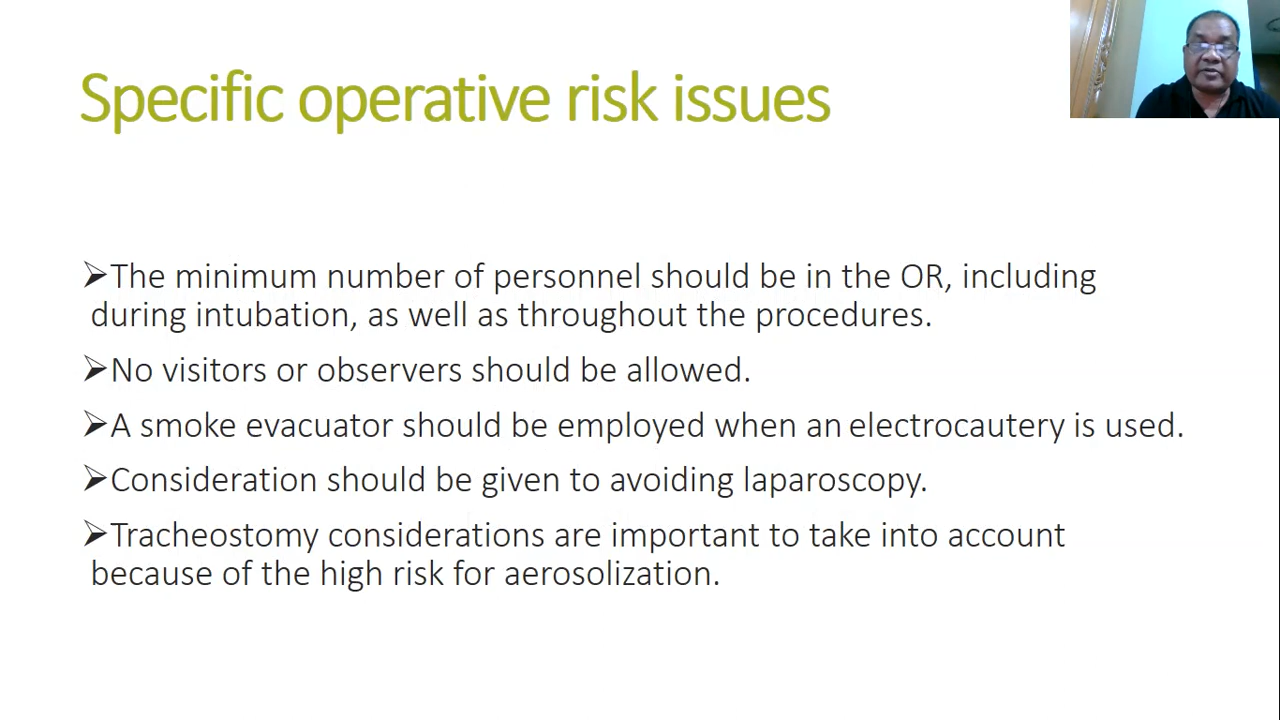 Specific operative risk issues
➢The minimum number of personnel should be in the OR, including
during intubation, as well as throughout the procedures.
➢No visitors or observers should be allowed.
➢A smoke evacuator should be employed when an electrocautery is used.
➢Consideration should be given to avoiding laparoscopy.
➢Tracheostomy considerations are important to take into account
because of the high risk for aerosolization.